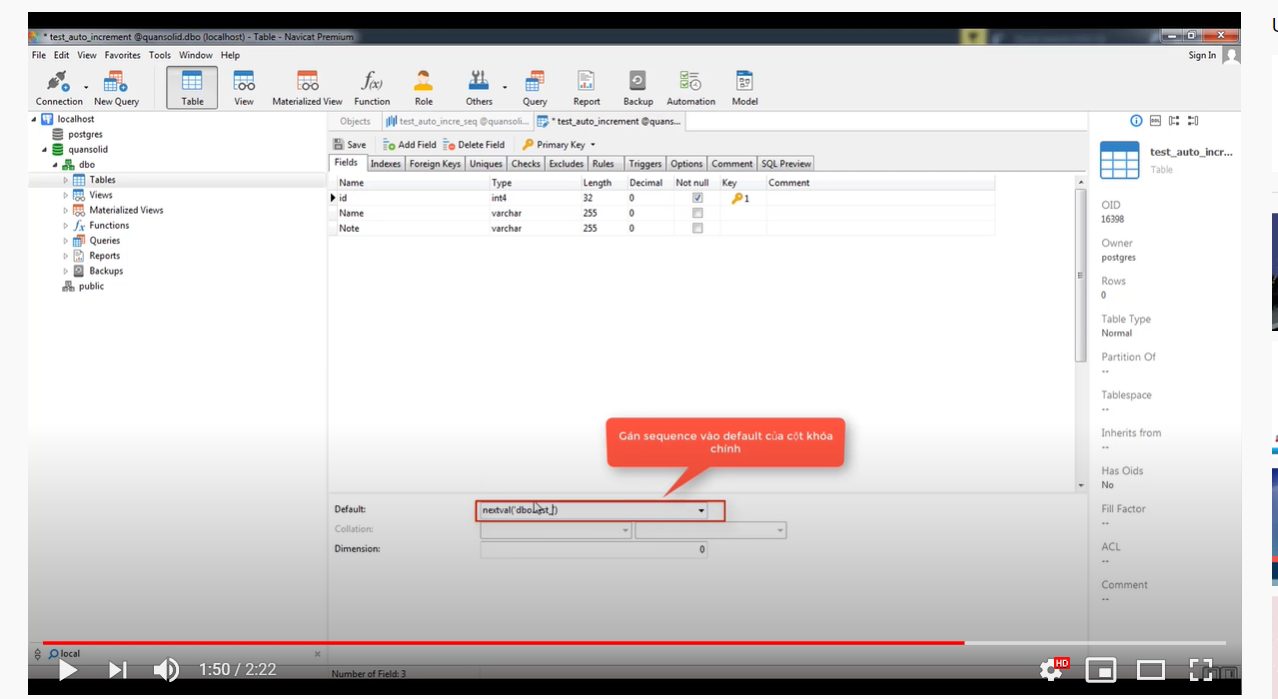 * test_auto_increment @quansolid.dbo (localhost) - Table - Navicat Premium
File Edit View Favorites Tools Window Help
Sign In
Connection New Query Table View Materialized View Function Role Others Query Report Backup Automation Model
localhost
postgres
quansolid
dbo
Tables
Views
Materialized Views
Functions
Queries
Reports
Backups
public
Objects test_auto_incre_seq @quansoli... * test_auto_increment @quans...
Save Add Field Delete Field Primary Key
Fields Indexes Foreign Keys Uniques Checks Excludes Rules Triggers Options Comment SQL Preview
Name Type Length Decimal Not null Key Comment
id int4 32 0 1
Name varchar 255 0
Note varchar 255 0
Gán sequence vào default của cột khóa
chính
Default: nextval('dbo.test_')
Collation:
Dimension: 0
test_auto_incr...
Table
OID
16398
Owner
postgres
Rows
0
Table Type
Normal
Partition Of
--
Tablespace
--
Inherits from
--
Has Oids
No
Fill Factor
--
ACL
--
Comment
--
local
1:50 / 2:22
HD
Number of Field: 3